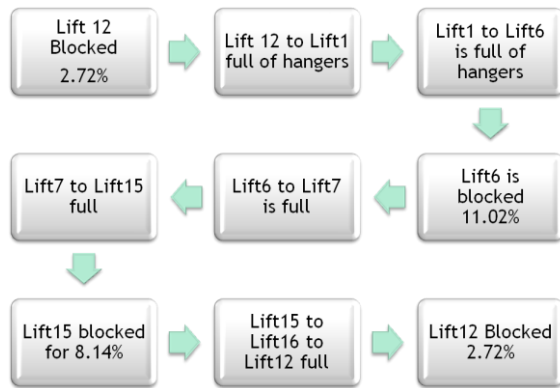 Lift 12
Blocked
2.72%
Lift 12 to Lift1
full of hangers
Lift1 to Lift6
is full of
hangers
Lift6 is
blocked
11.02%
Lift6 to Lift7
is full
Lift7 to Lift15
full
Lift15 blocked
for 8.14%
Lift15 to
Lift16 to
Lift12 full
Lift12 Blocked
2.72%